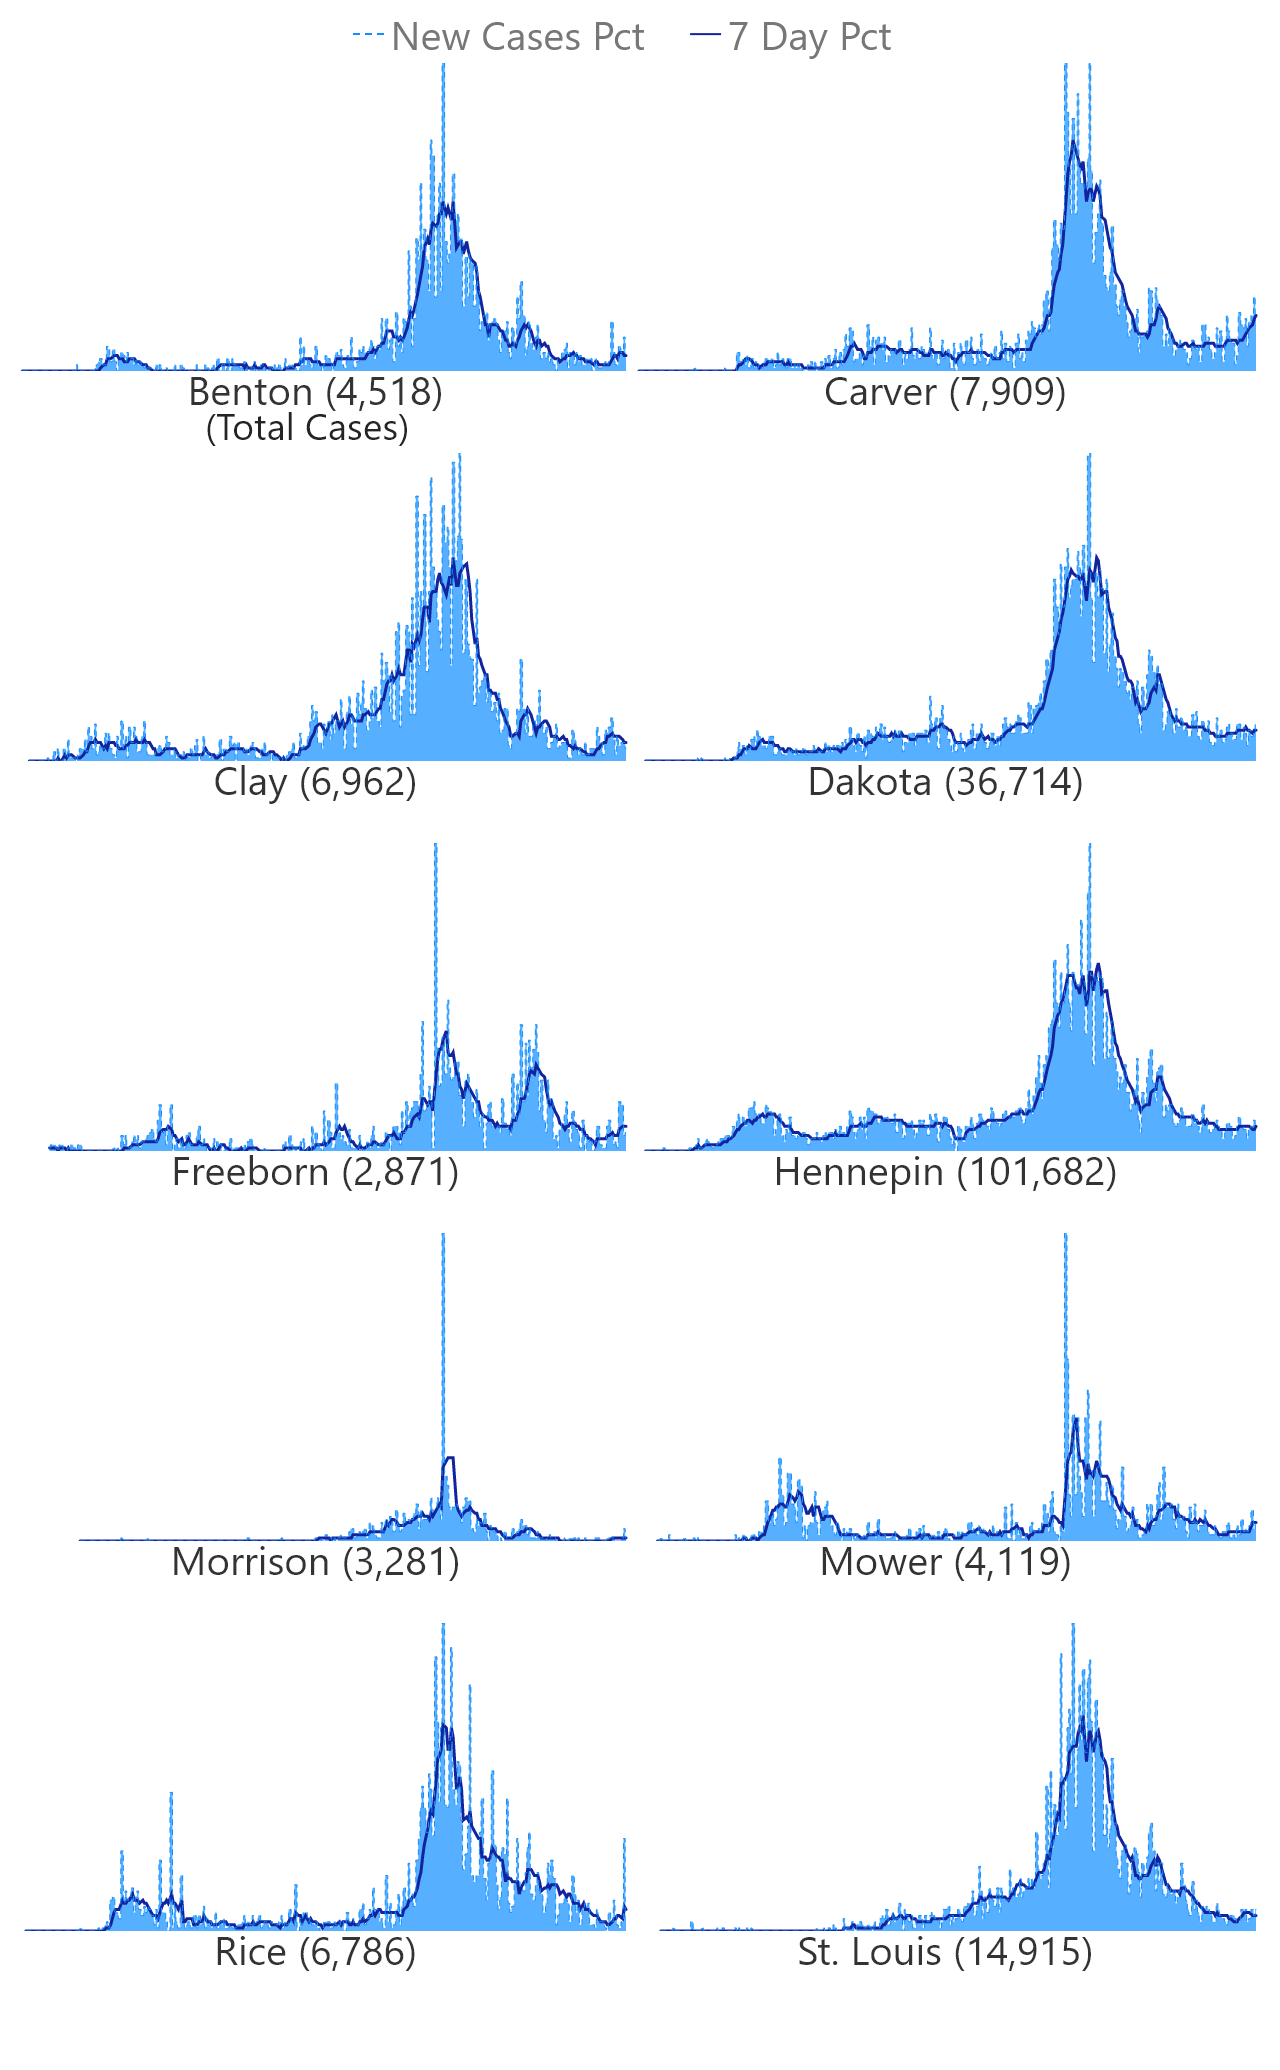 New Cases Pct 7 Day Pct
Benton (4,518) Carver (7,909)
(Total Cases)
Clay (6,962) Dakota (36,714)
Freeborn (2,871) Hennepin (101,682)
Morrison (3,281) Mower (4,119)
Rice (6,786) St. Louis (14,915)